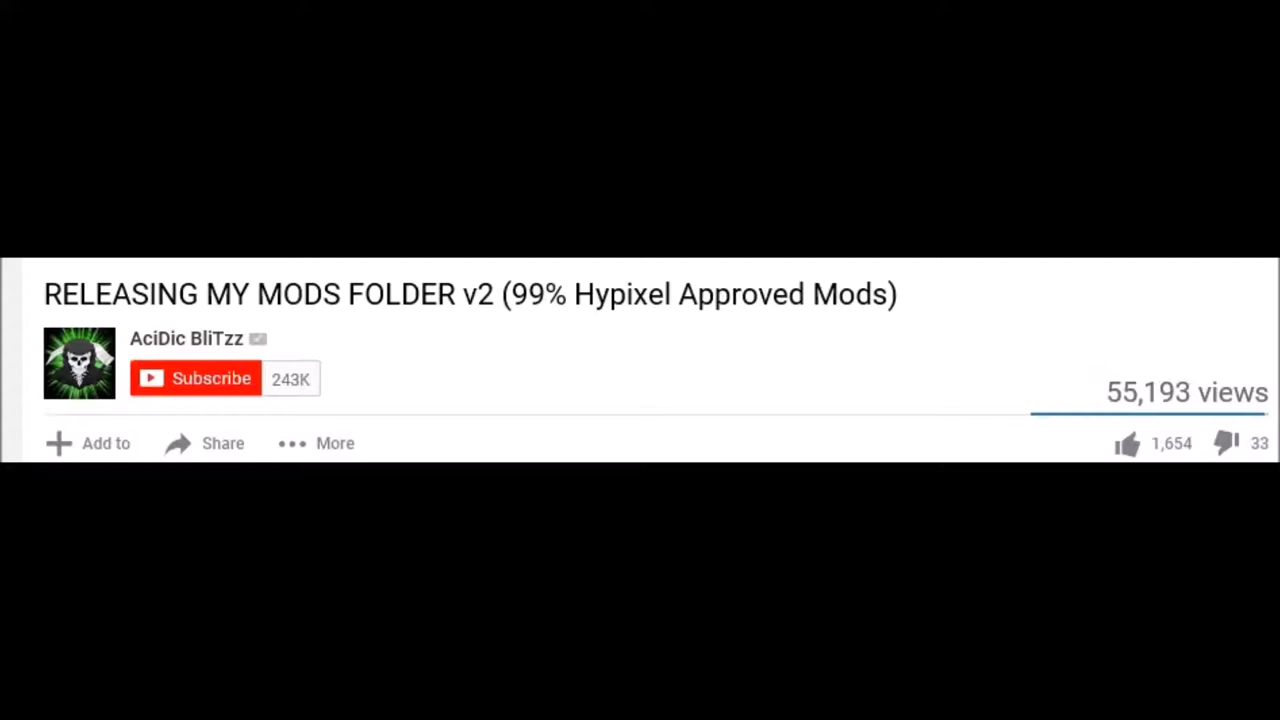 RELEASING MY MODS FOLDER v2 (99% Hypixel Approved Mods)
AciDic BliTzz
Subscribe 243K
55,193 views
Add to Share More 1,654 33